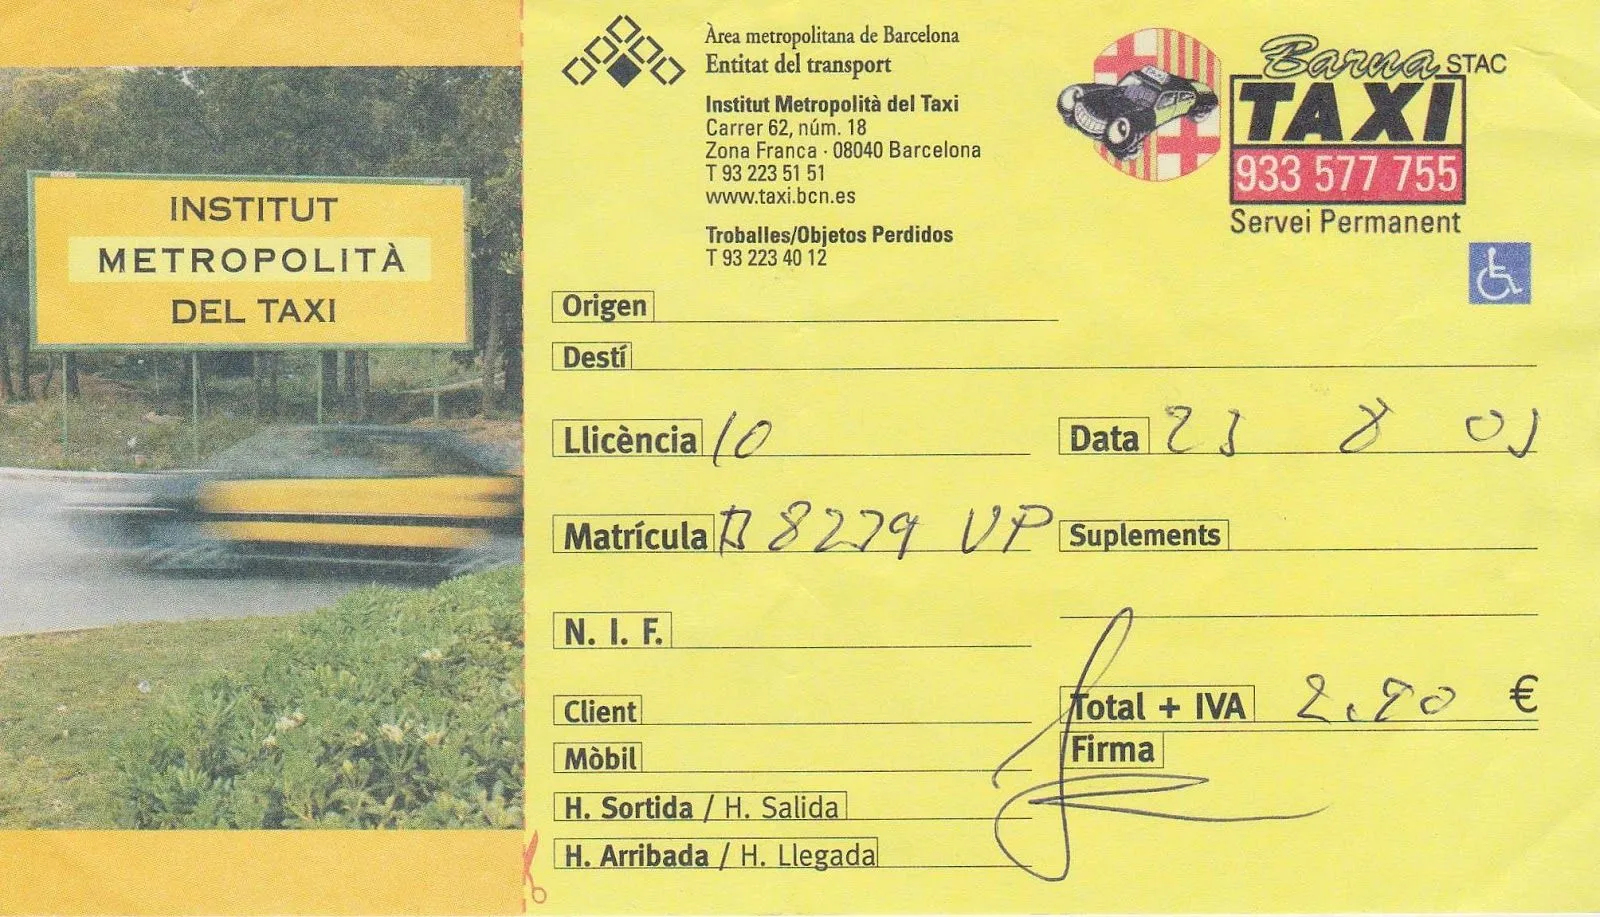 INSTITUT
METROPOLITÀ
DEL TAXI
Àrea metropolitana de Barcelona
Entitat del transport
Institut Metropolità del Taxi
Carrer 62, núm. 18
Zona Franca · 08040 Barcelona
T 93 223 51 51
www.taxi.bcn.es
Troballes/Objetos Perdidos
T 93 223 40 12
Barna STAC
TAXI
933 577 755
Servei Permanent
Origen
Destí
Llicència 10
Data 23 8 01
Matrícula B 8279 VP
Suplements
N. I. F.
Client
Total + IVA €
Mòbil
Firma
H. Sortida / H. Salida
H. Arribada / H. Llegada